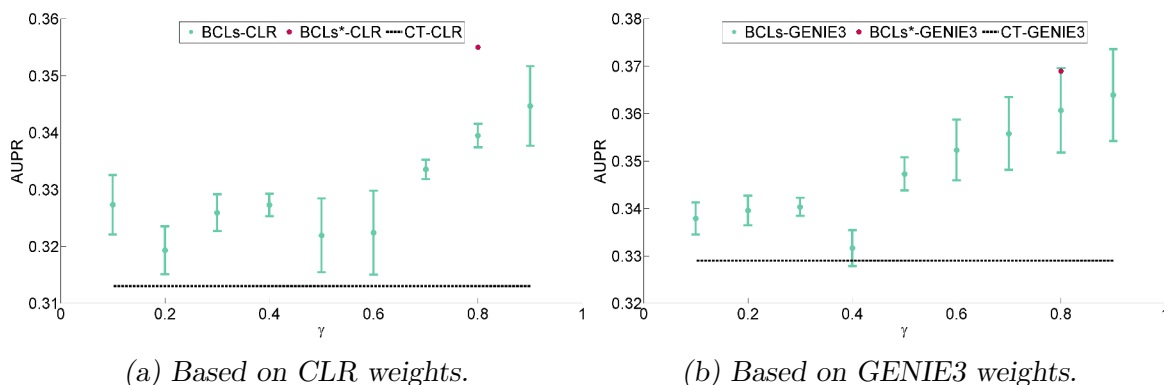 0.36
BCLs-CLR BCLs*-CLR CT-CLR
0.35
0.34
AUPR
0.33
0.32
0.31
0 0.2 0.4 0.6 0.8 1
γ
(a) Based on CLR weights.
0.38
BCLs-GENIE3 BCLs*-GENIE3 CT-GENIE3
0.37
0.36
0.35
AUPR
0.34
0.33
0.32
0 0.2 0.4 0.6 0.8 1
γ
(b) Based on GENIE3 weights.